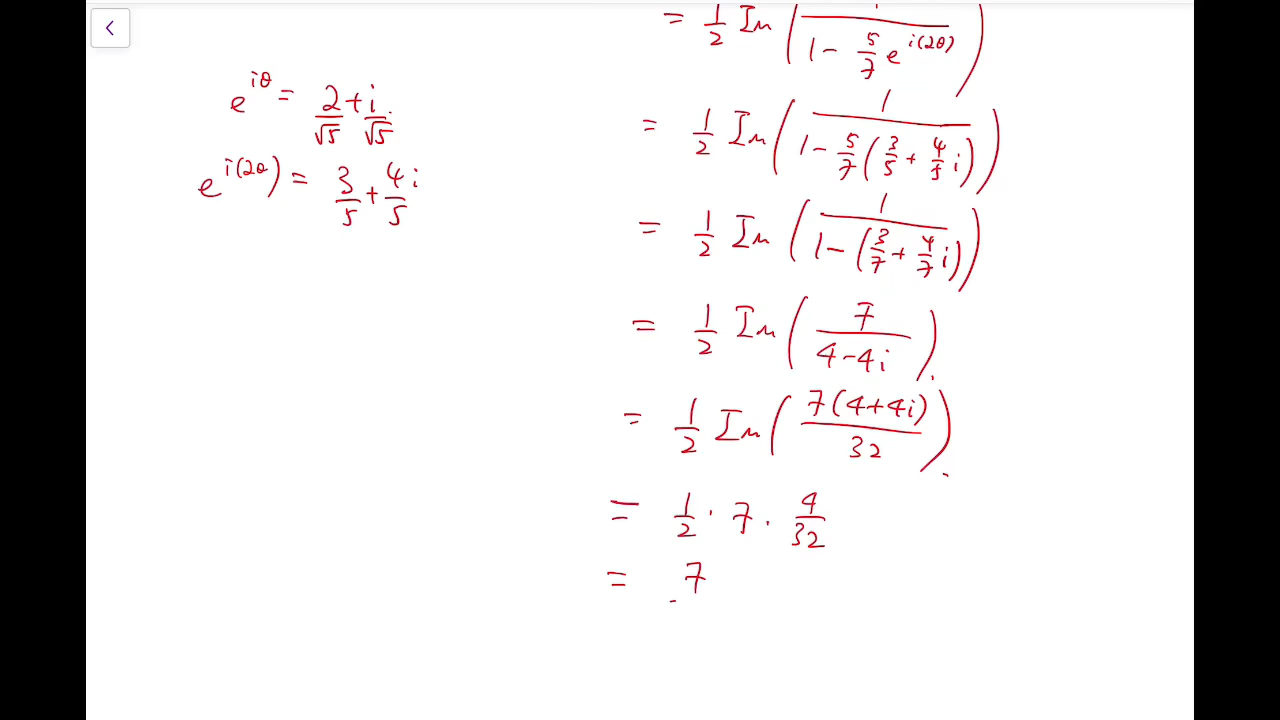 e^{iθ} = 2/√5 + i/√5
e^{i(2θ)} = 3/5 + 4/5 i
= 1/2 Im ( / (1 - 5/7 e^{i(2θ)}) )
= 1/2 Im ( 1 / (1 - 5/7 (3/5 + 4/5 i)) )
= 1/2 Im ( 1 / (1 - (3/7 + 4/7 i)) )
= 1/2 Im ( 7 / (4-4i) )
= 1/2 Im ( 7(4+4i) / 32 )
= 1/2 · 7 · 4/32
= 7